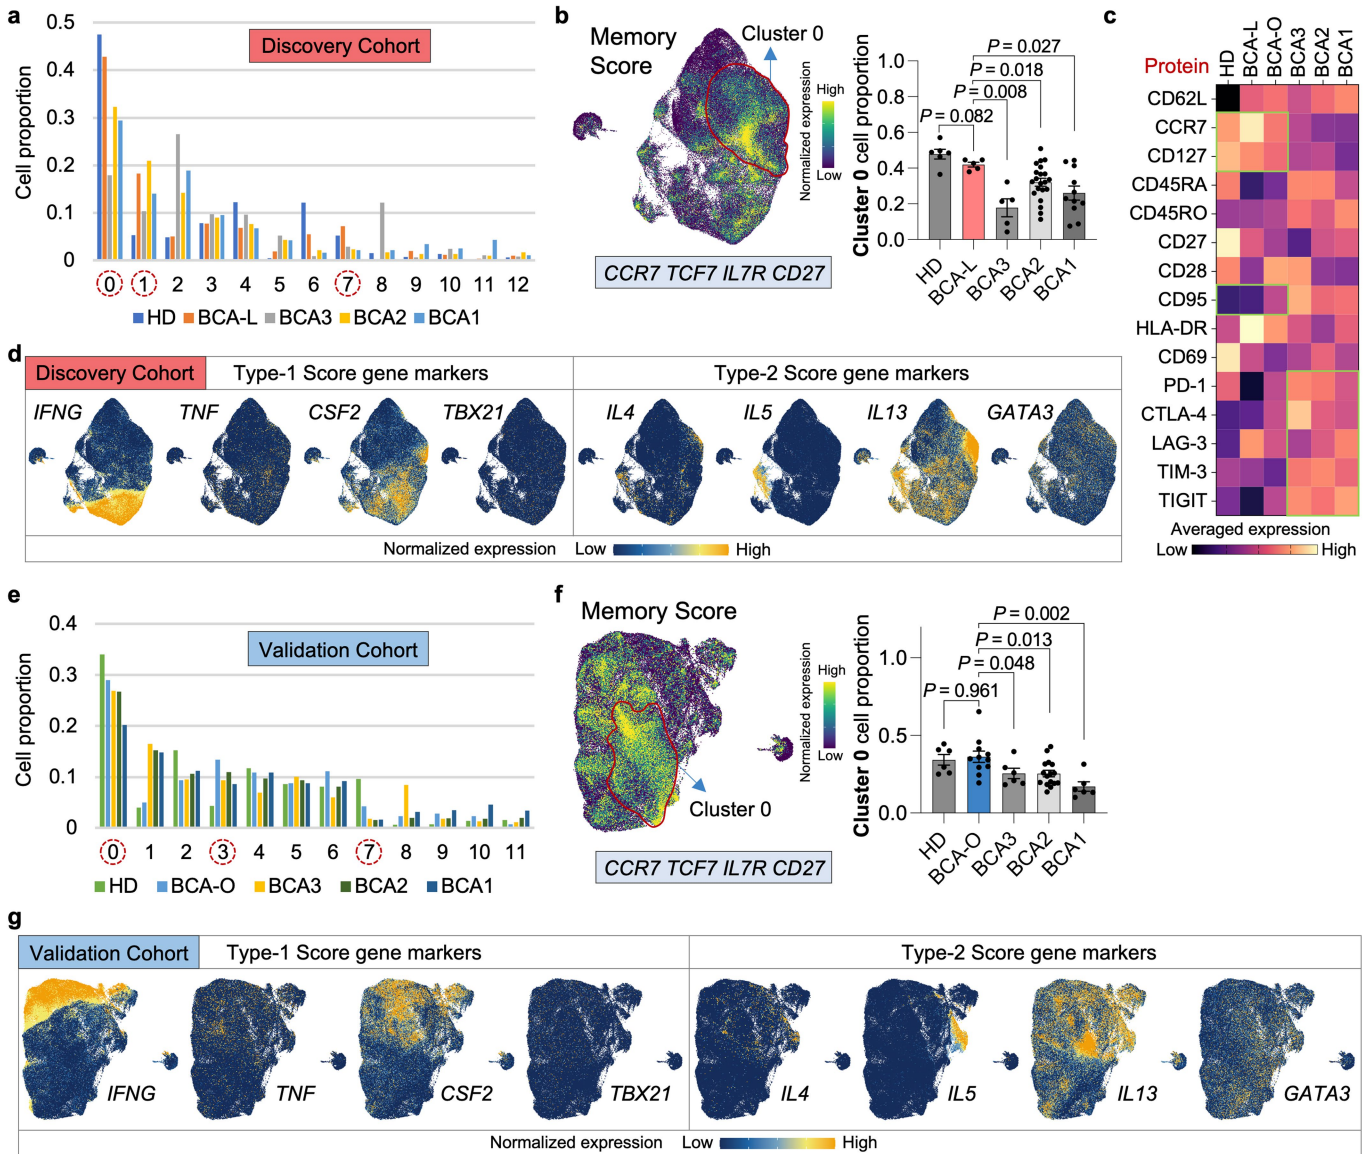 a
0.5
0.4
0.3
0.2
0.1
0
Cell proportion
Discovery Cohort
0 1 2 3 4 5 6 7 8 9 10 11 12
HD BCA-L BCA3 BCA2 BCA1
b
Memory
Score
Cluster 0
Normalized expression
High
Low
CCR7 TCF7 IL7R CD27
Cluster 0 cell proportion
1.0
0.8
0.6
0.4
0.2
0.0
P = 0.027
P = 0.018
P = 0.008
P = 0.082
HD BCA-L BCA3 BCA2 BCA1
c
Protein
HD BCA-L BCA-O BCA3 BCA2 BCA1
CD62L
CCR7
CD127
CD45RA
CD45RO
CD27
CD28
CD95
HLA-DR
CD69
PD-1
CTLA-4
LAG-3
TIM-3
TIGIT
Averaged expression
Low High
d
Discovery Cohort Type-1 Score gene markers Type-2 Score gene markers
IFNG TNF CSF2 TBX21 IL4 IL5 IL13 GATA3
Normalized expression Low High
e
0.4
0.3
0.2
0.1
0
Cell proportion
Validation Cohort
0 1 2 3 4 5 6 7 8 9 10 11
HD BCA-O BCA3 BCA2 BCA1
f
Memory Score
High
Low
Normalized expression
Cluster 0
CCR7 TCF7 IL7R CD27
Cluster 0 cell proportion
1.0
0.5
0.0
P = 0.002
P = 0.013
P = 0.048
P = 0.961
HD BCA-O BCA3 BCA2 BCA1
g
Validation Cohort Type-1 Score gene markers Type-2 Score gene markers
IFNG TNF CSF2 TBX21 IL4 IL5 IL13 GATA3
Normalized expression Low High